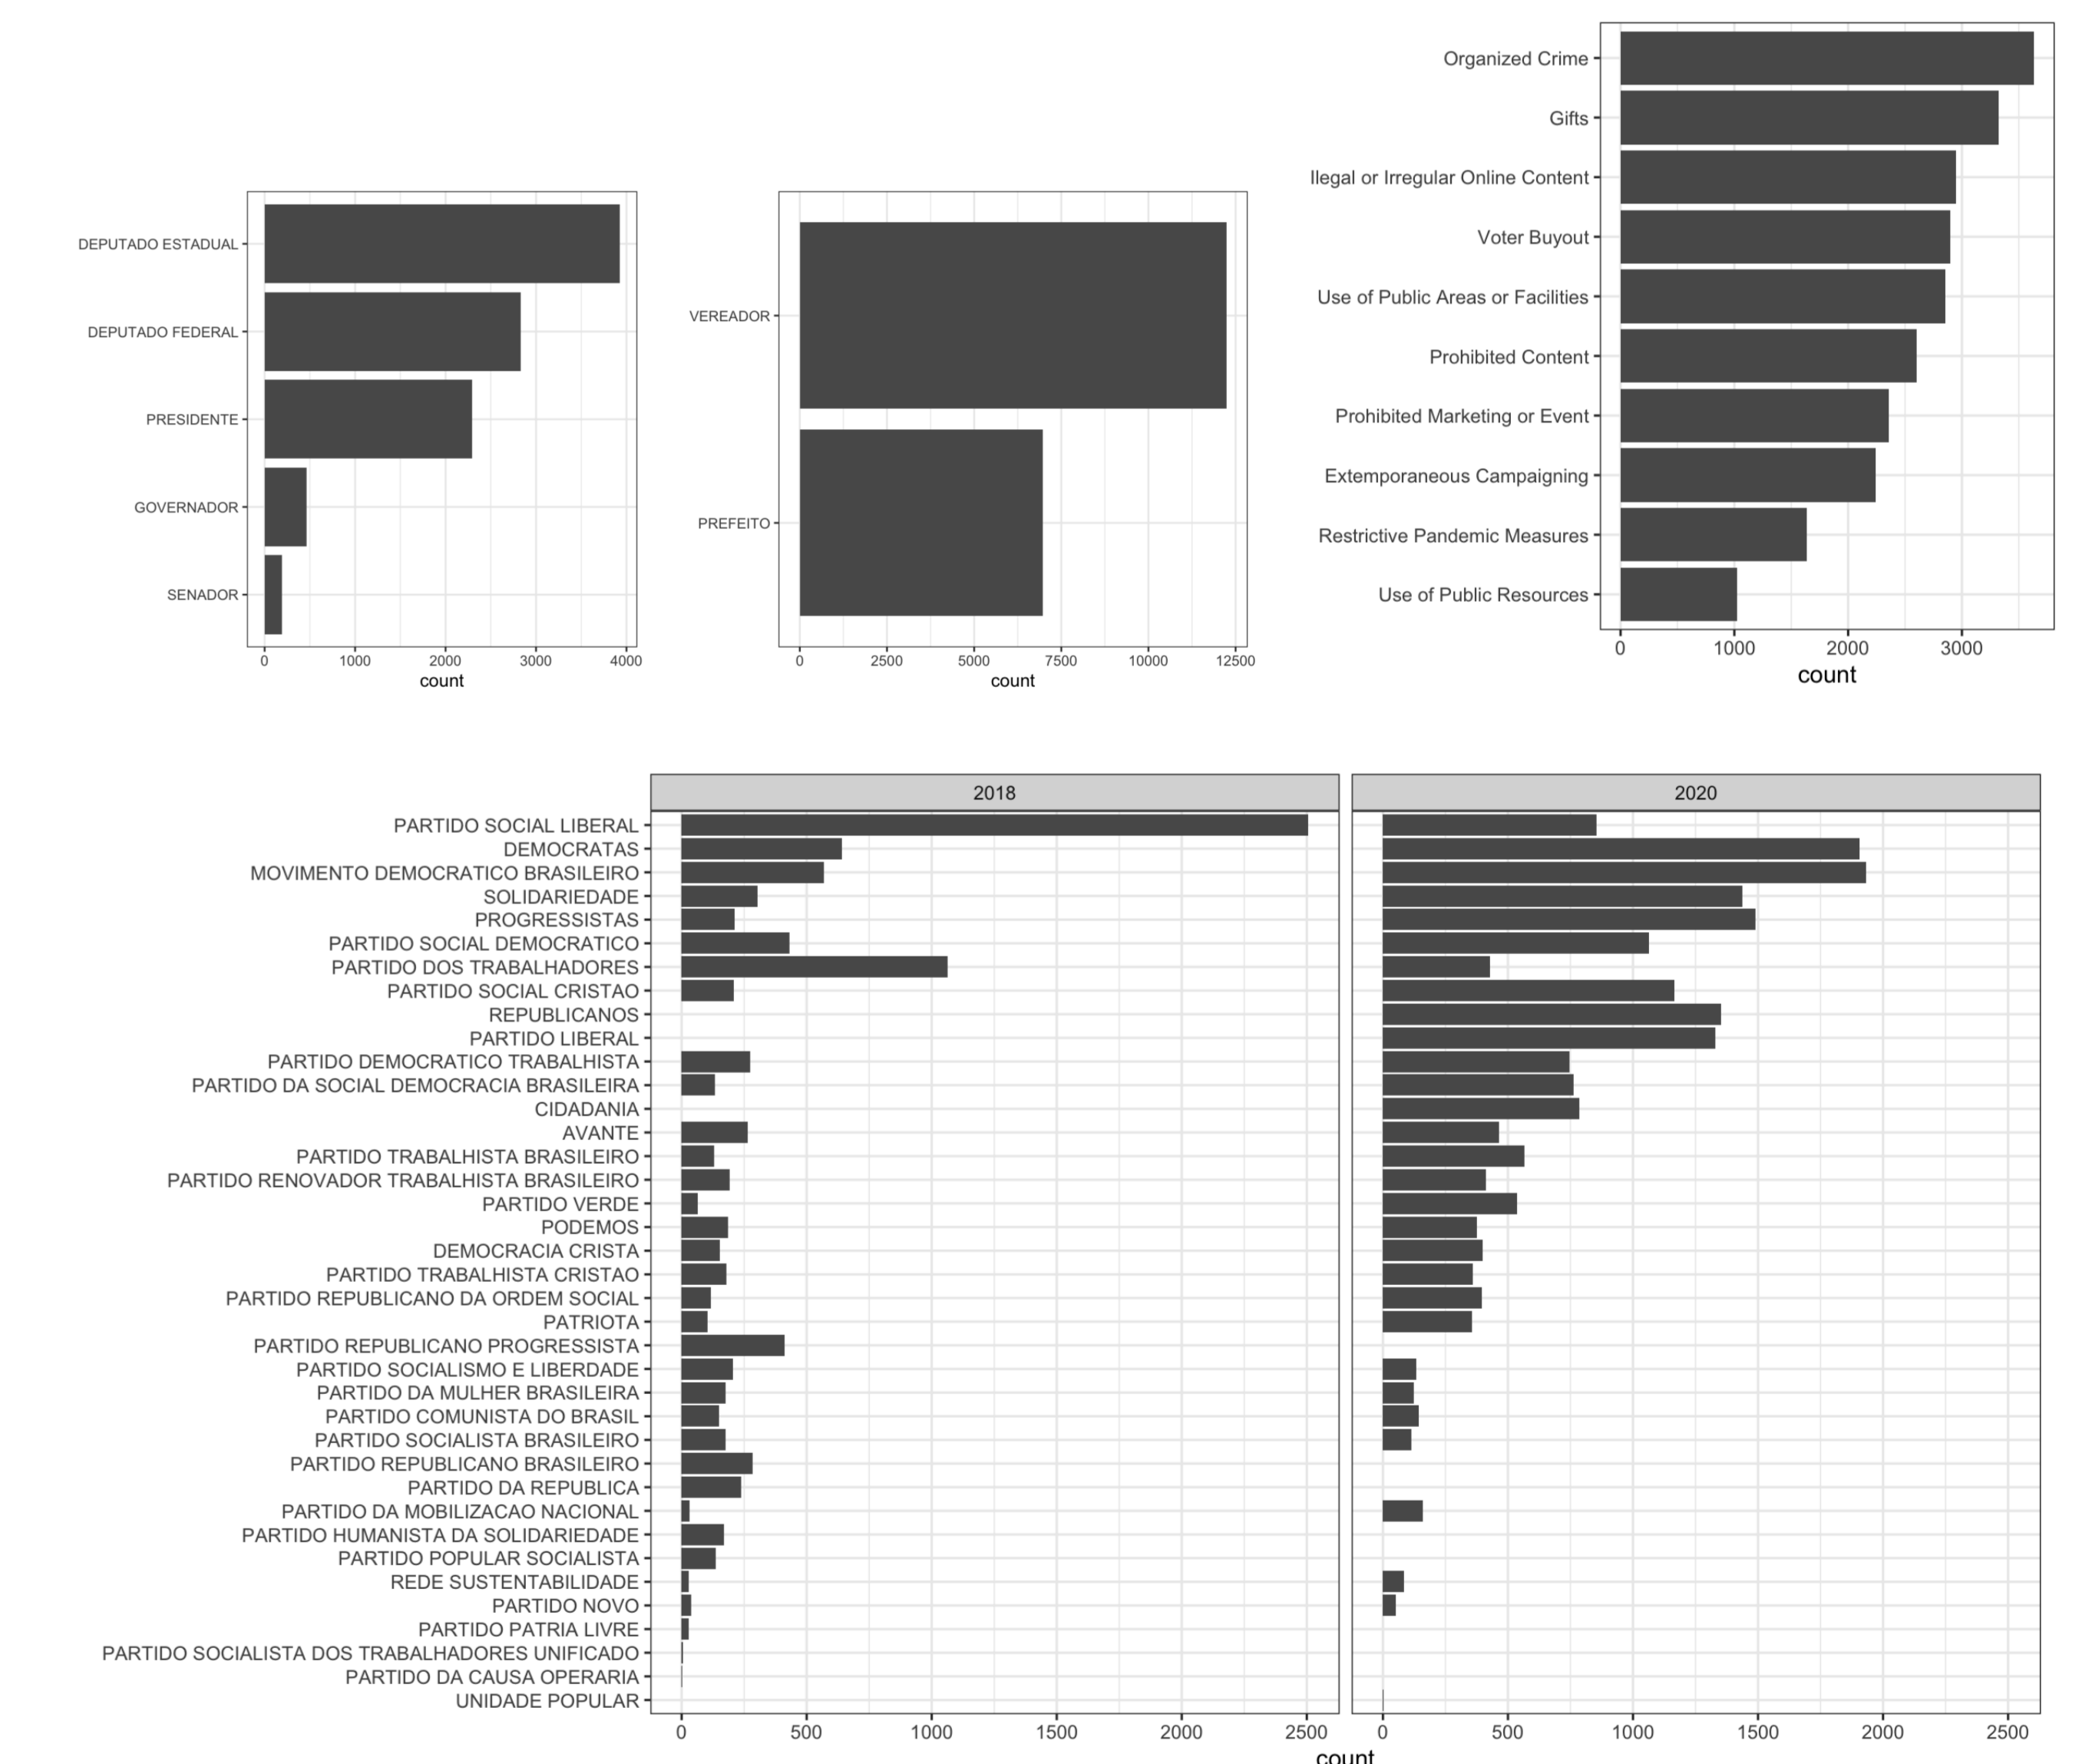 DEPUTADO ESTADUAL
DEPUTADO FEDERAL
PRESIDENTE
GOVERNADOR
SENADOR
0 1000 2000 3000 4000
count
VEREADOR
PREFEITO
0 2500 5000 7500 10000 12500
count
Organized Crime
Gifts
Ilegal or Irregular Online Content
Voter Buyout
Use of Public Areas or Facilities
Prohibited Content
Prohibited Marketing or Event
Extemporaneous Campaigning
Restrictive Pandemic Measures
Use of Public Resources
0 1000 2000 3000
count
2018 2020
PARTIDO SOCIAL LIBERAL
DEMOCRATAS
MOVIMENTO DEMOCRATICO BRASILEIRO
SOLIDARIEDADE
PROGRESSISTAS
PARTIDO SOCIAL DEMOCRATICO
PARTIDO DOS TRABALHADORES
PARTIDO SOCIAL CRISTAO
REPUBLICANOS
PARTIDO LIBERAL
PARTIDO DEMOCRATICO TRABALHISTA
PARTIDO DA SOCIAL DEMOCRACIA BRASILEIRA
CIDADANIA
AVANTE
PARTIDO TRABALHISTA BRASILEIRO
PARTIDO RENOVADOR TRABALHISTA BRASILEIRO
PARTIDO VERDE
PODEMOS
DEMOCRACIA CRISTA
PARTIDO TRABALHISTA CRISTAO
PARTIDO REPUBLICANO DA ORDEM SOCIAL
PATRIOTA
PARTIDO REPUBLICANO PROGRESSISTA
PARTIDO SOCIALISMO E LIBERDADE
PARTIDO DA MULHER BRASILEIRA
PARTIDO COMUNISTA DO BRASIL
PARTIDO SOCIALISTA BRASILEIRO
PARTIDO REPUBLICANO BRASILEIRO
PARTIDO DA REPUBLICA
PARTIDO DA MOBILIZACAO NACIONAL
PARTIDO HUMANISTA DA SOLIDARIEDADE
PARTIDO POPULAR SOCIALISTA
REDE SUSTENTABILIDADE
PARTIDO NOVO
PARTIDO PATRIA LIVRE
PARTIDO SOCIALISTA DOS TRABALHADORES UNIFICADO
PARTIDO DA CAUSA OPERARIA
UNIDADE POPULAR
0 500 1000 1500 2000 2500 0 500 1000 1500 2000 2500
count